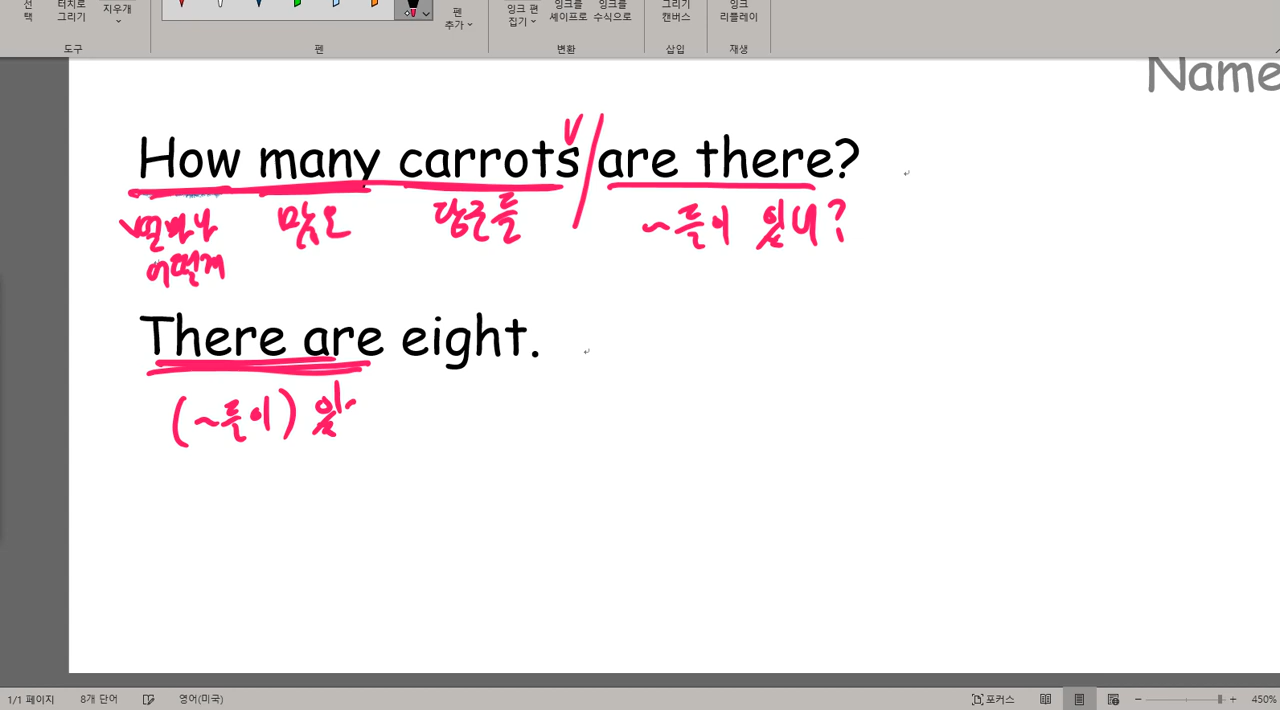 선 터치로 지우개 펜 잉크 편 잉크를 잉크를 그리기 잉크
택 그리기 추가 집기 셰이프로 수식으로 캔버스 리플레이
도구 펜 변환 삽입 재생
Name
How many carrots are there?
얼마나 많으 당근들 ~들이 있니?
어떻게
There are eight.
(~들이) 있
1/1 페이지 8개 단어 영어(미국) 포커스 450%